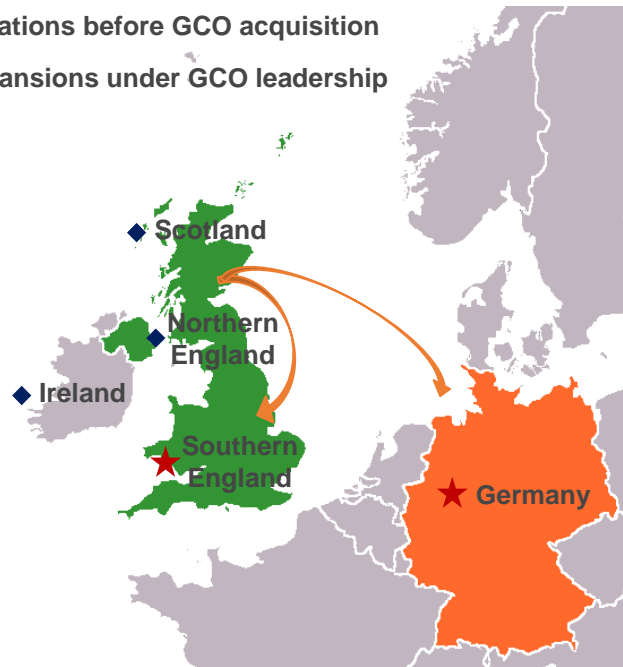 ations before GCO acquisition
ansions under GCO leadership
Scotland
Northern
England
Ireland
Southern
England
Germany